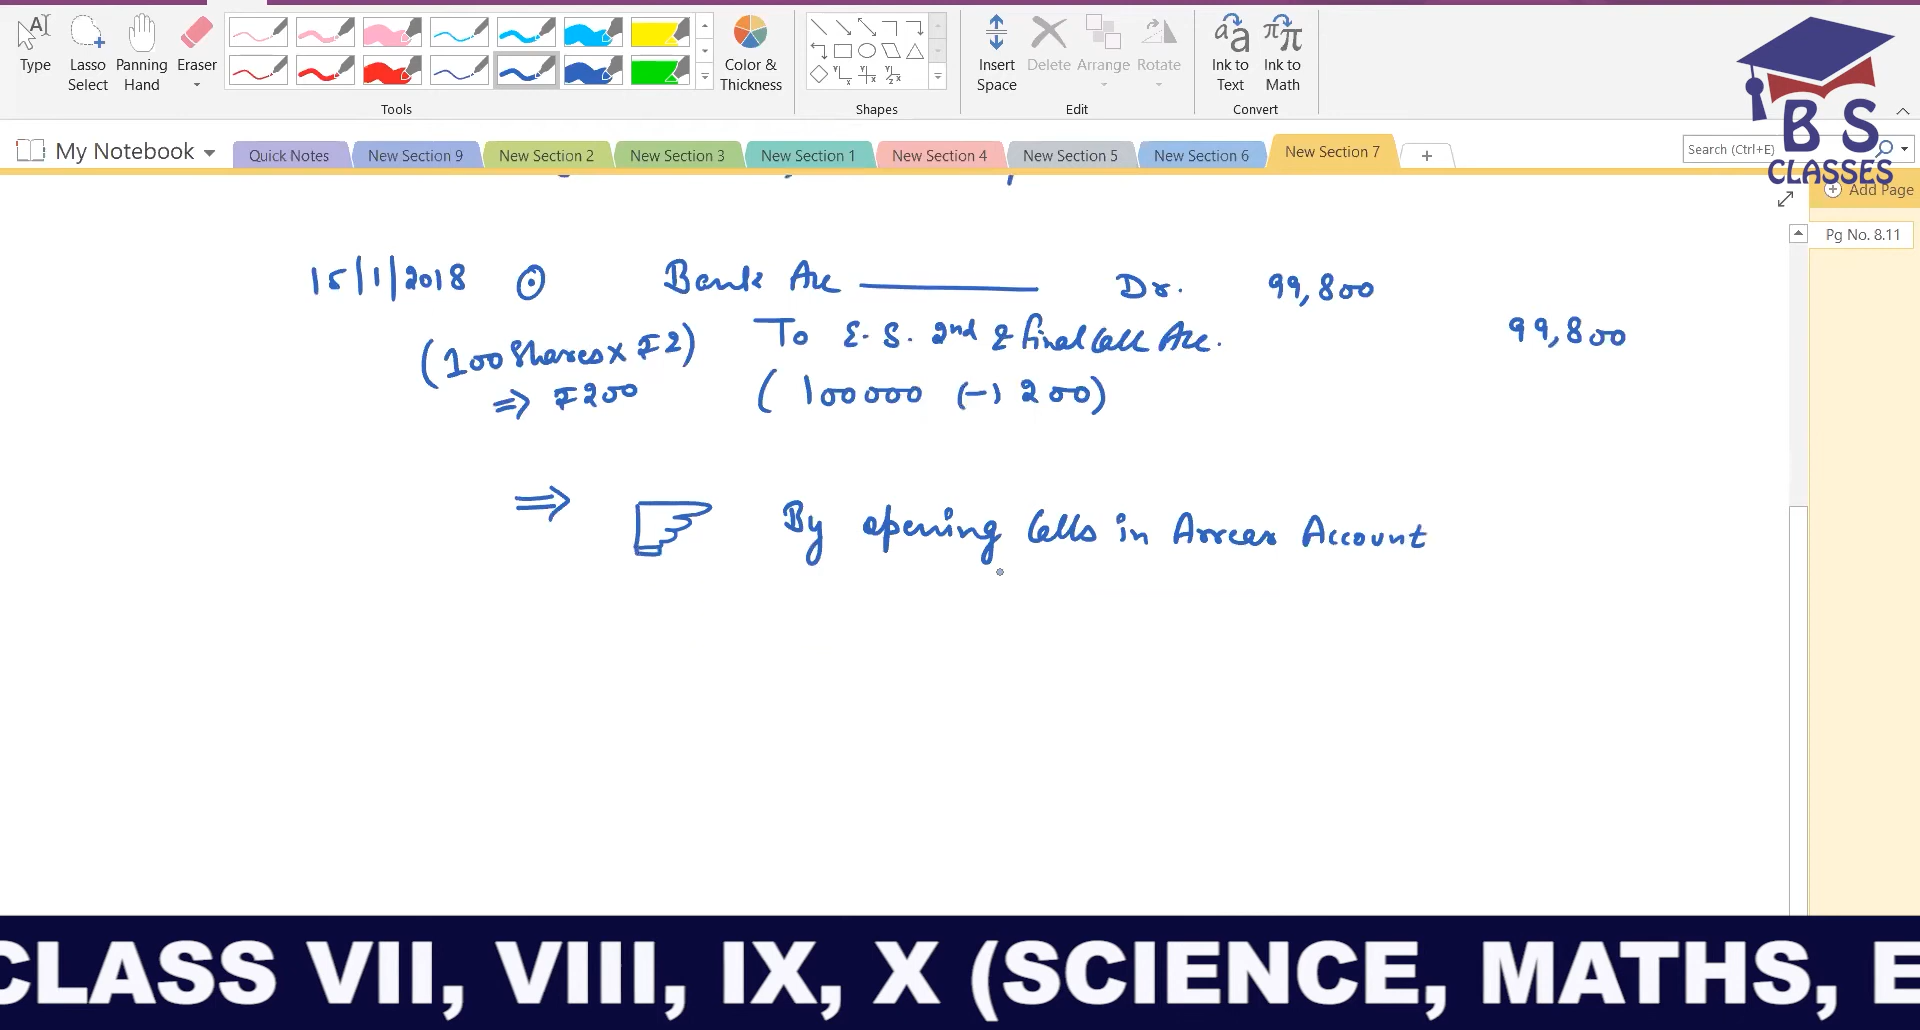 Type
Lasso Select
Panning Hand
Eraser
Color & Thickness
Insert Space
Delete
Arrange
Rotate
Ink to Text
Ink to Math
Tools
Shapes
Edit
Convert
B S
CLASSES
My Notebook
Quick Notes
New Section 9
New Section 2
New Section 3
New Section 1
New Section 4
New Section 5
New Section 6
New Section 7
Search (Ctrl+E)
Add Page
Pg No. 8.11
15/1/2018 Bank A/c Dr. 99,800
To E. S. 2nd & Final Call A/c. 99,800
(100 Shares x ₹2)
⇒ ₹200
(100000 (-) 200)
⇒ By opening Calls in Arrear Account
CLASS VII, VIII, IX, X (SCIENCE, MATHS, E